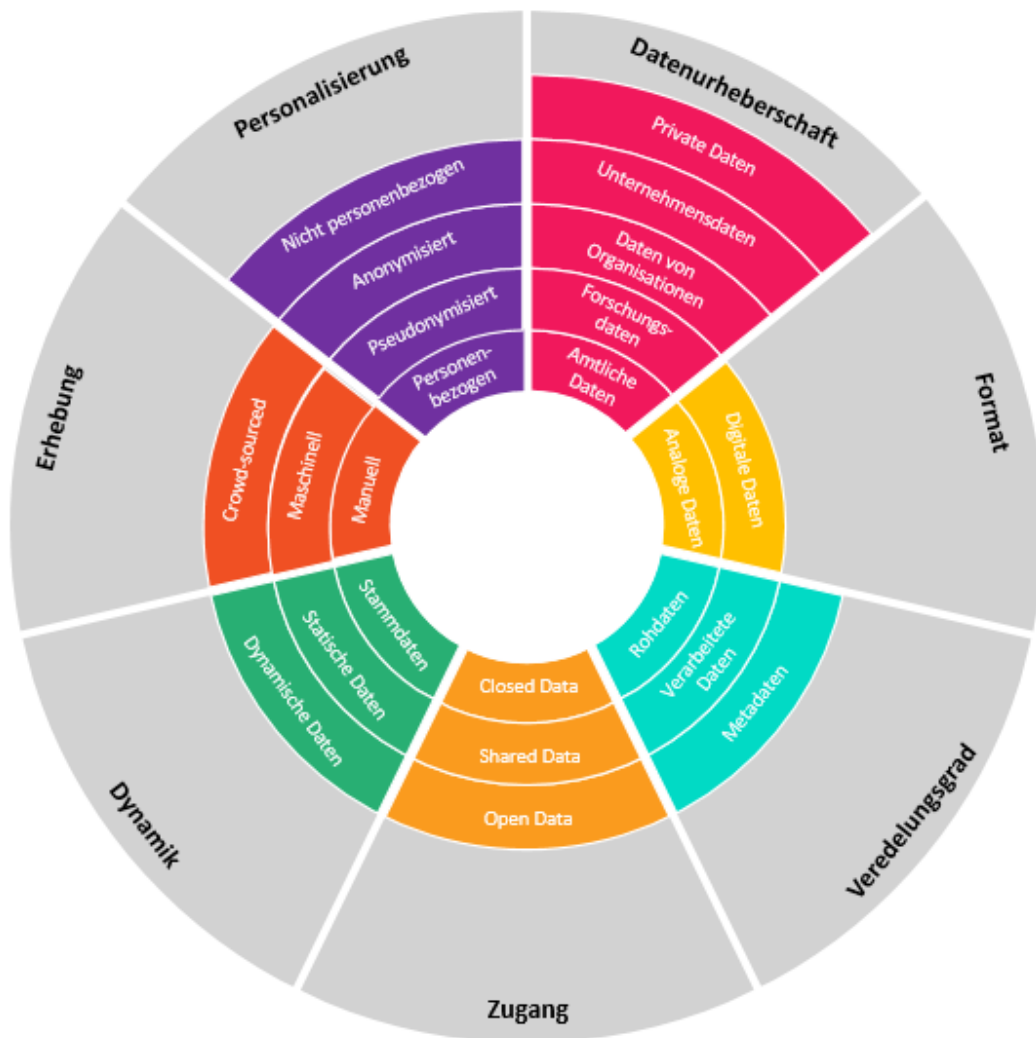 Personalisierung
Nicht personenbezogen
Anonymisiert
Pseudonymisiert
Personen-
bezogen
Datenurheberschaft
Private Daten
Unternehmensdaten
Daten von
Organisationen
Forschungs-
daten
Amtliche
Daten
Format
Digitale Daten
Analoge Daten
Veredelungsgrad
Rohdaten
Verarbeitete
Daten
Metadaten
Zugang
Closed Data
Shared Data
Open Data
Dynamik
Stammdaten
Statische Daten
Dynamische Daten
Erhebung
Crowd-sourced
Maschinell
Manuell